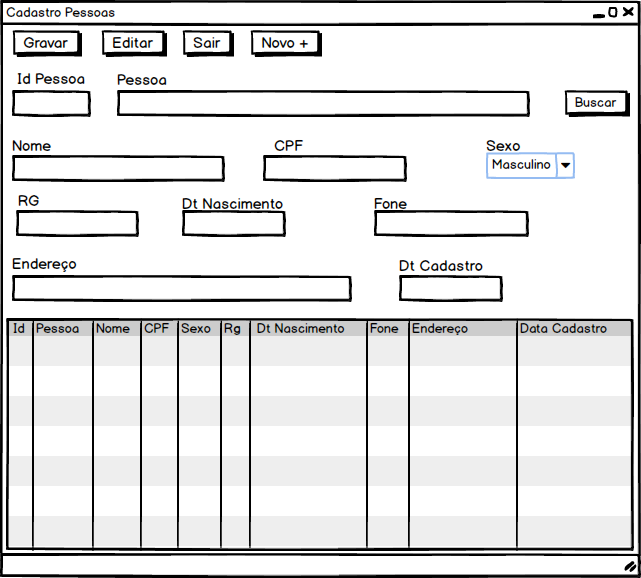 Cadastro Pessoas
Gravar Editar Sair Novo +
Id Pessoa Pessoa
Buscar
Nome CPF Sexo
Masculino
RG Dt Nascimento Fone
Endereço Dt Cadastro
Id Pessoa Nome CPF Sexo Rg Dt Nascimento Fone Endereço Data Cadastro